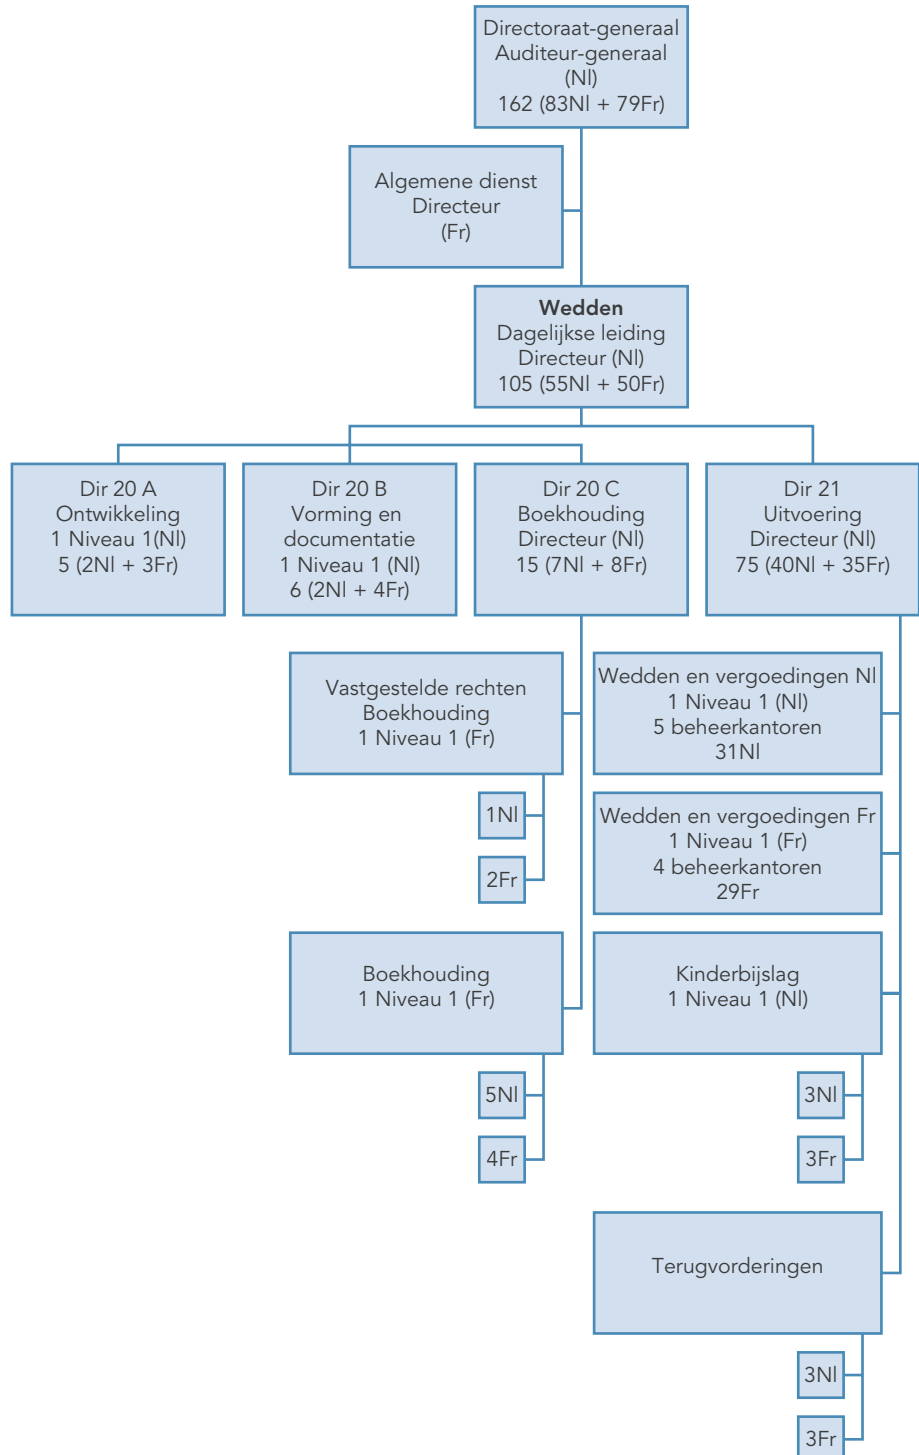 Directoraat-generaal
Auditeur-generaal
(Nl)
162 (83Nl + 79Fr)
Algemene dienst
Directeur
(Fr)
Wedden
Dagelijkse leiding
Directeur (Nl)
105 (55Nl + 50Fr)
Dir 20 A
Ontwikkeling
1 Niveau 1(Nl)
5 (2Nl + 3Fr)
Dir 20 B
Vorming en
documentatie
1 Niveau 1 (Nl)
6 (2Nl + 4Fr)
Dir 20 C
Boekhouding
Directeur (Nl)
15 (7Nl + 8Fr)
Dir 21
Uitvoering
Directeur (Nl)
75 (40Nl + 35Fr)
Vastgestelde rechten
Boekhouding
1 Niveau 1 (Fr)
1Nl
2Fr
Boekhouding
1 Niveau 1 (Fr)
5Nl
4Fr
Wedden en vergoedingen Nl
1 Niveau 1 (Nl)
5 beheerkantoren
31Nl
Wedden en vergoedingen Fr
1 Niveau 1 (Fr)
4 beheerkantoren
29Fr
Kinderbijslag
1 Niveau 1 (Nl)
3Nl
3Fr
Terugvorderingen
3Nl
3Fr